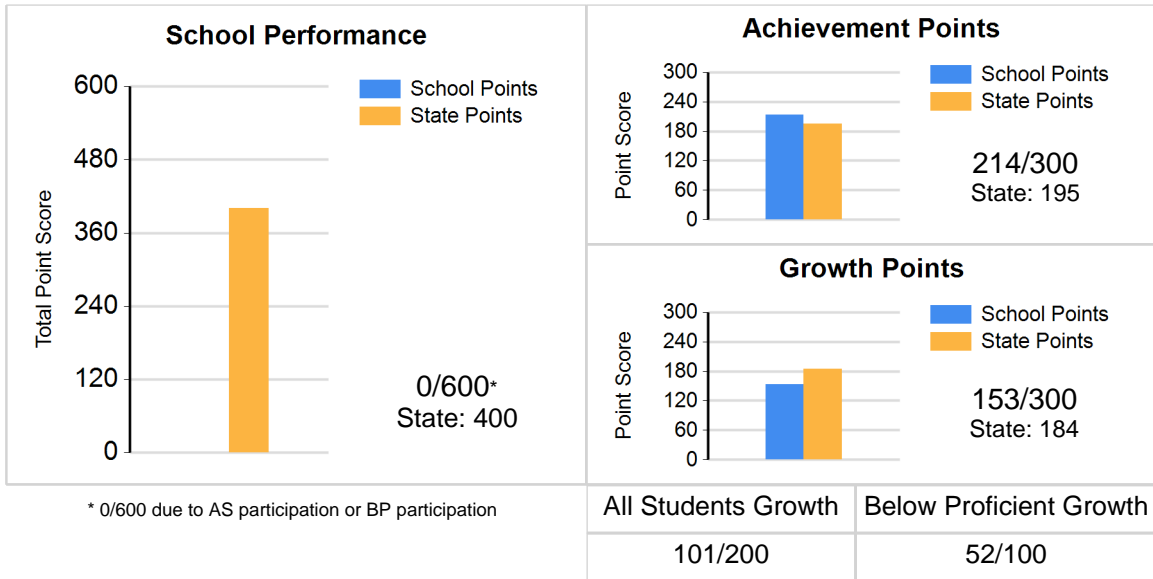 School Performance
Total Point Score
600
480
360
240
120
0
School Points
State Points
0/600*
State: 400
* 0/600 due to AS participation or BP participation
Achievement Points
Point Score
300
240
180
120
60
0
School Points
State Points
214/300
State: 195
Growth Points
Point Score
300
240
180
120
60
0
School Points
State Points
153/300
State: 184
All Students Growth
Below Proficient Growth
101/200
52/100